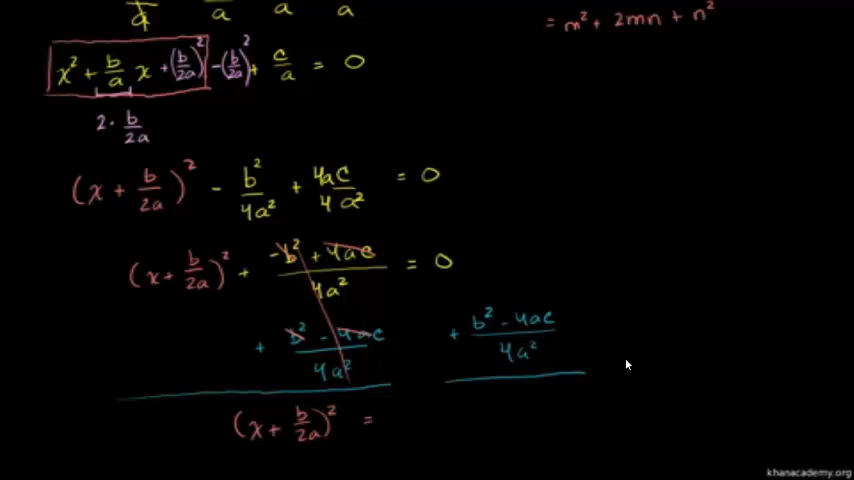 a a a a
= m² + 2mn + n²
x² + b/a x + (b/2a)² - (b/2a)² + c/a = 0
2 · b/2a
(x + b/2a)² - b²/4a² + 4ac/4a² = 0
(x + b/2a)² + -b² + 4ac/4a² = 0
+ b² - 4ac/4a² + b² - 4ac/4a²
(x + b/2a)² =
khanacademy.org